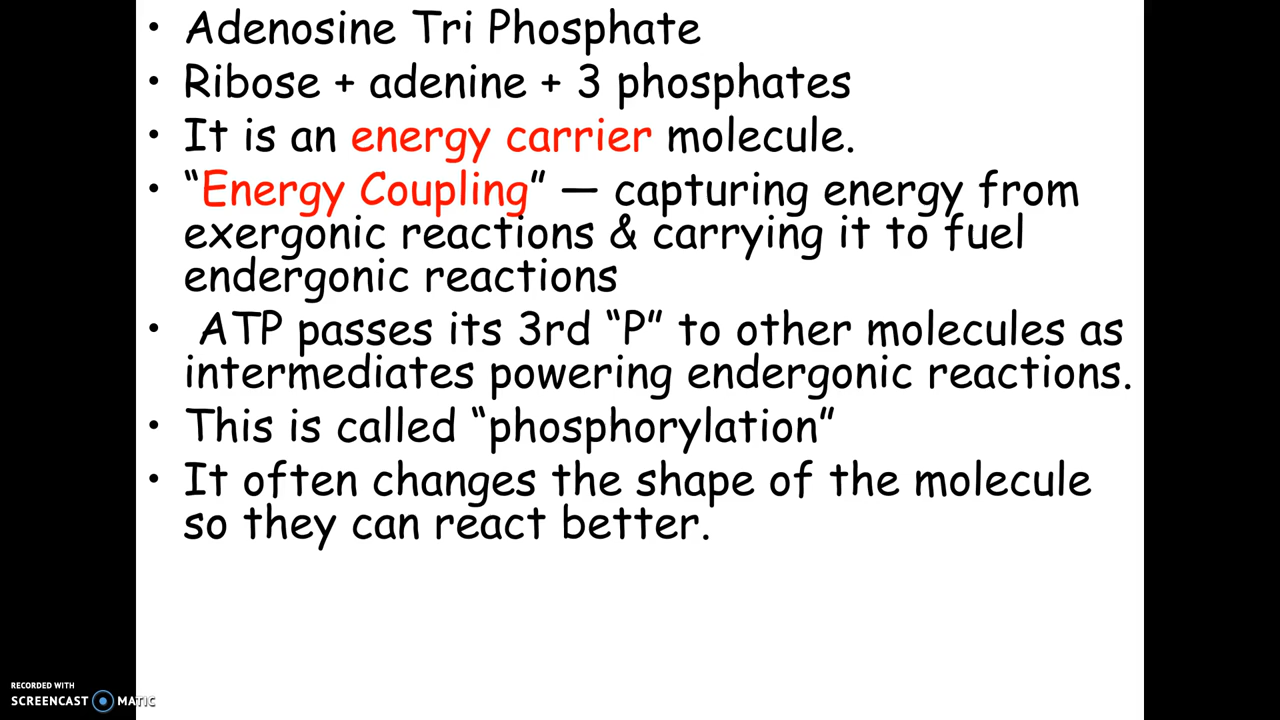 • Adenosine Tri Phosphate
• Ribose + adenine + 3 phosphates
• It is an energy carrier molecule.
• “Energy Coupling” — capturing energy from
exergonic reactions & carrying it to fuel
endergonic reactions
• ATP passes its 3rd “P” to other molecules as
intermediates powering endergonic reactions.
• This is called “phosphorylation”
• It often changes the shape of the molecule
so they can react better.
RECORDED WITH
SCREENCAST MATIC